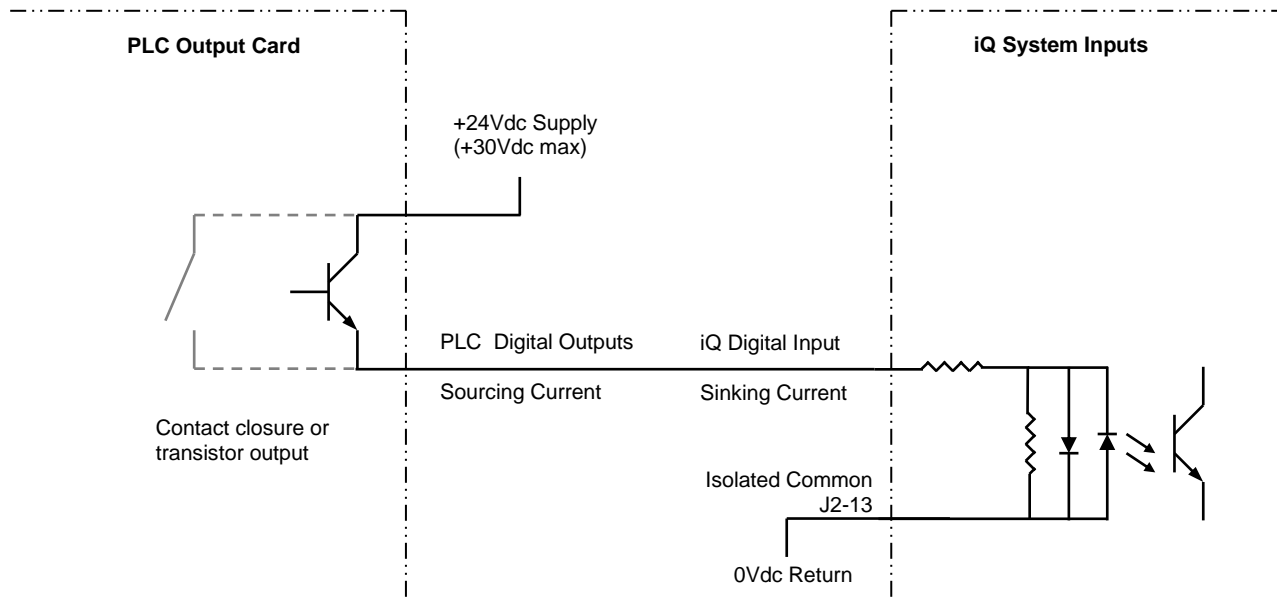 PLC Output Card
iQ System Inputs
+24Vdc Supply
(+30Vdc max)
PLC  Digital Outputs
iQ Digital Input
Sourcing Current
Sinking Current
Contact closure or
transistor output
Isolated Common
J2-13
0Vdc Return